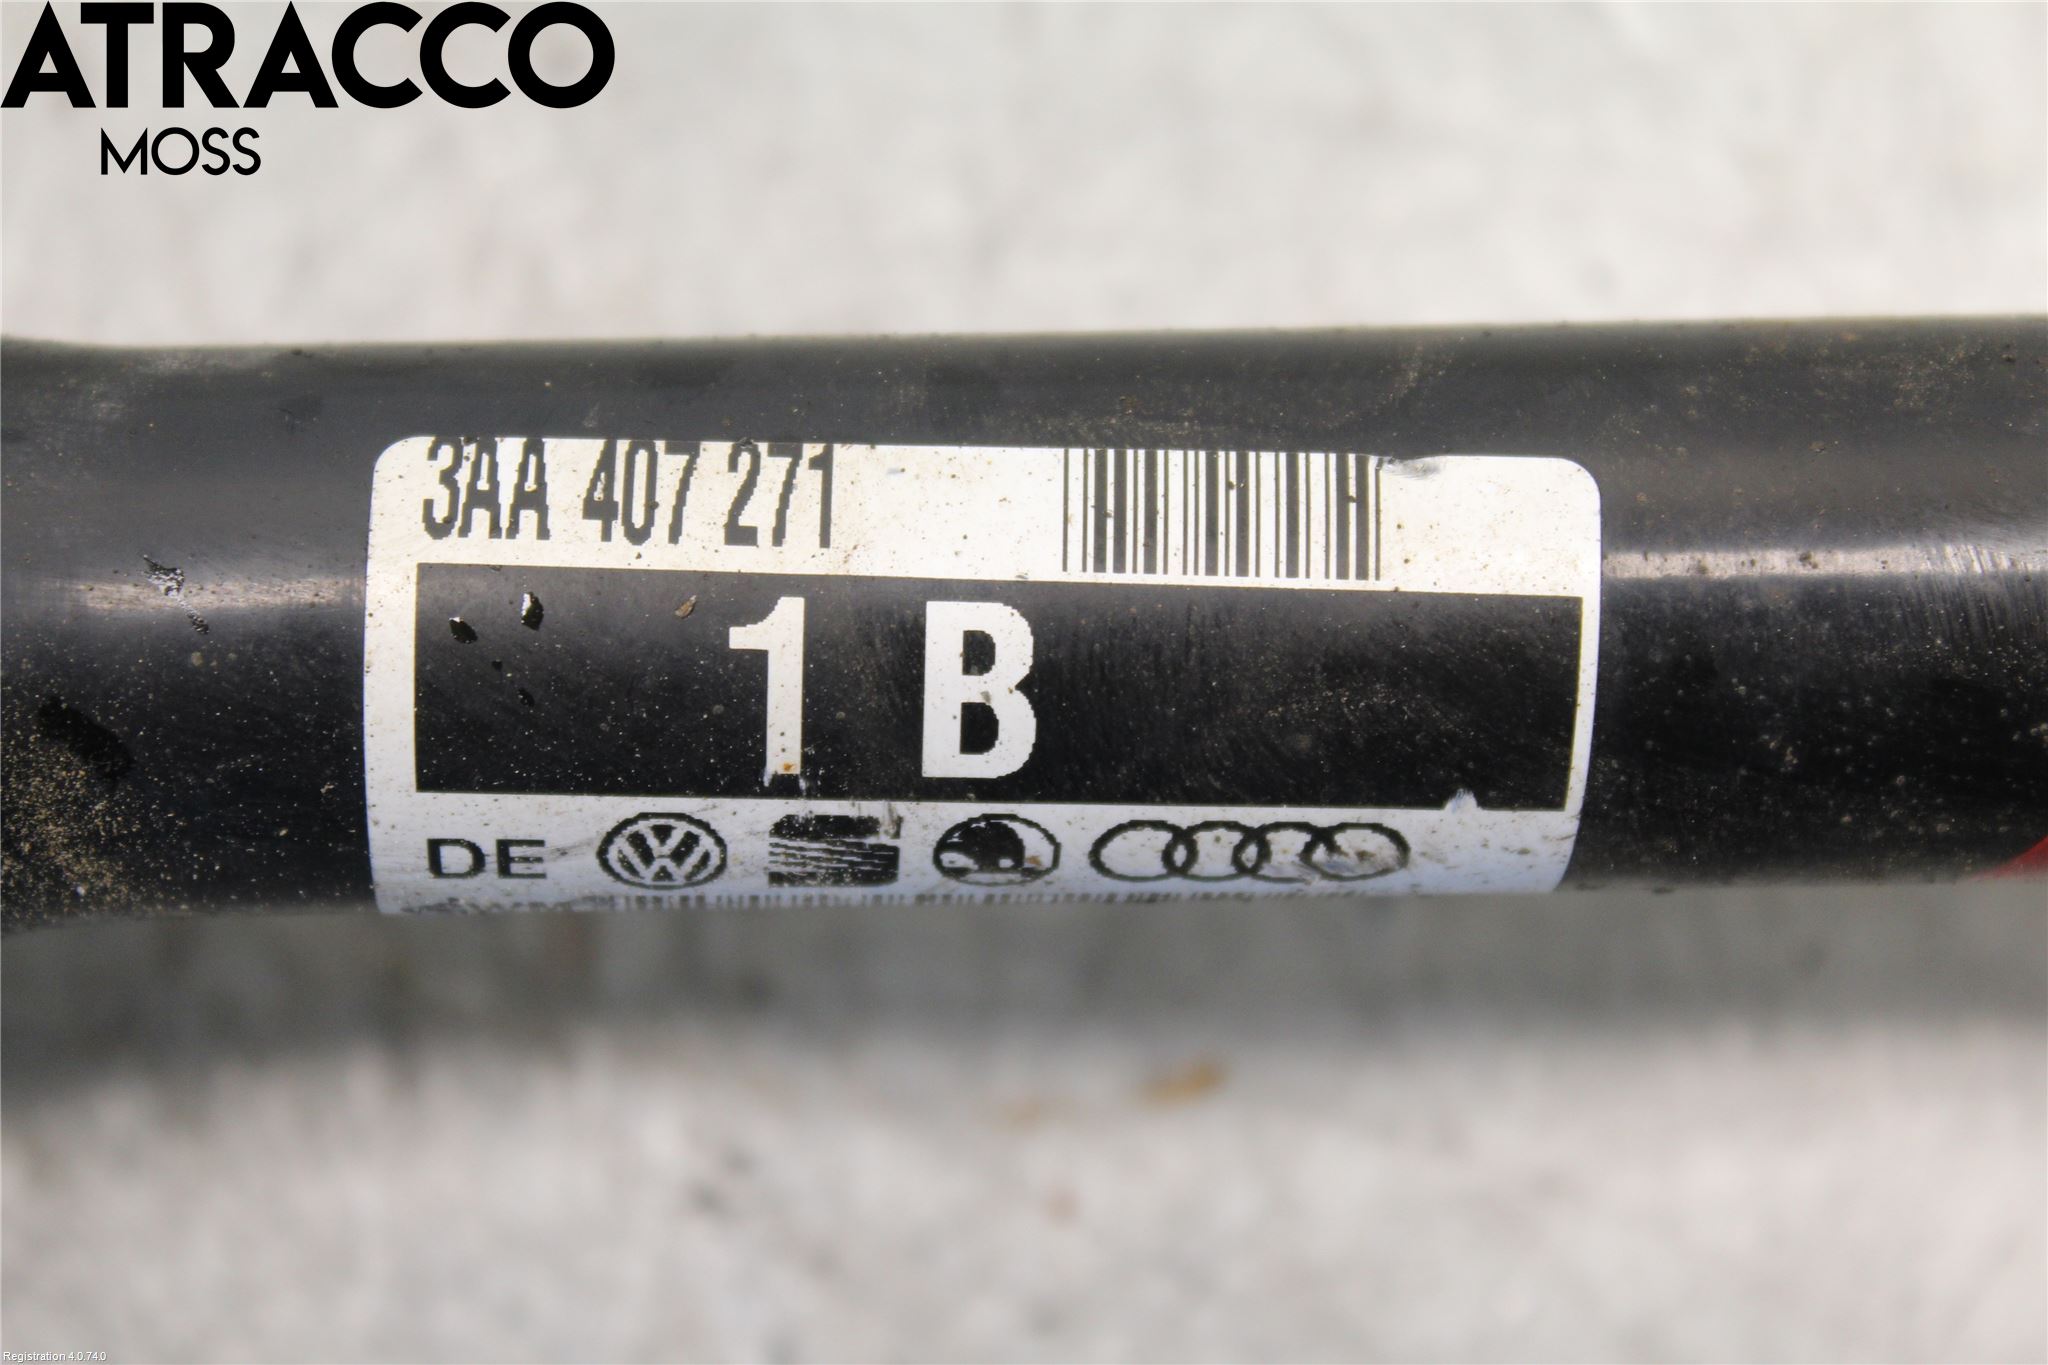 ATRACCO
MOSS
3AA 407 271
1 B
DE
Registration 4.0.74.0